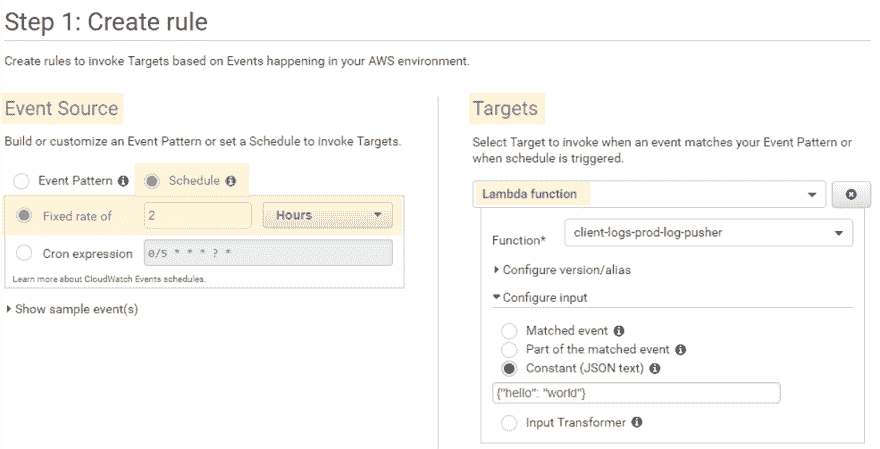 Step 1: Create rule
Create rules to invoke Targets based on Events happening in your AWS environment.
Event Source
Build or customize an Event Pattern or set a Schedule to invoke Targets.
Event Pattern
Schedule
Fixed rate of
2
Hours
Cron expression
0/5 * * * ? *
Learn more about CloudWatch Events schedules.
Show sample event(s)
Targets
Select Target to invoke when an event matches your Event Pattern or
when schedule is triggered.
Lambda function
Function*
client-logs-prod-log-pusher
Configure version/alias
Configure input
Matched event
Part of the matched event
Constant (JSON text)
{"hello": "world"}
Input Transformer